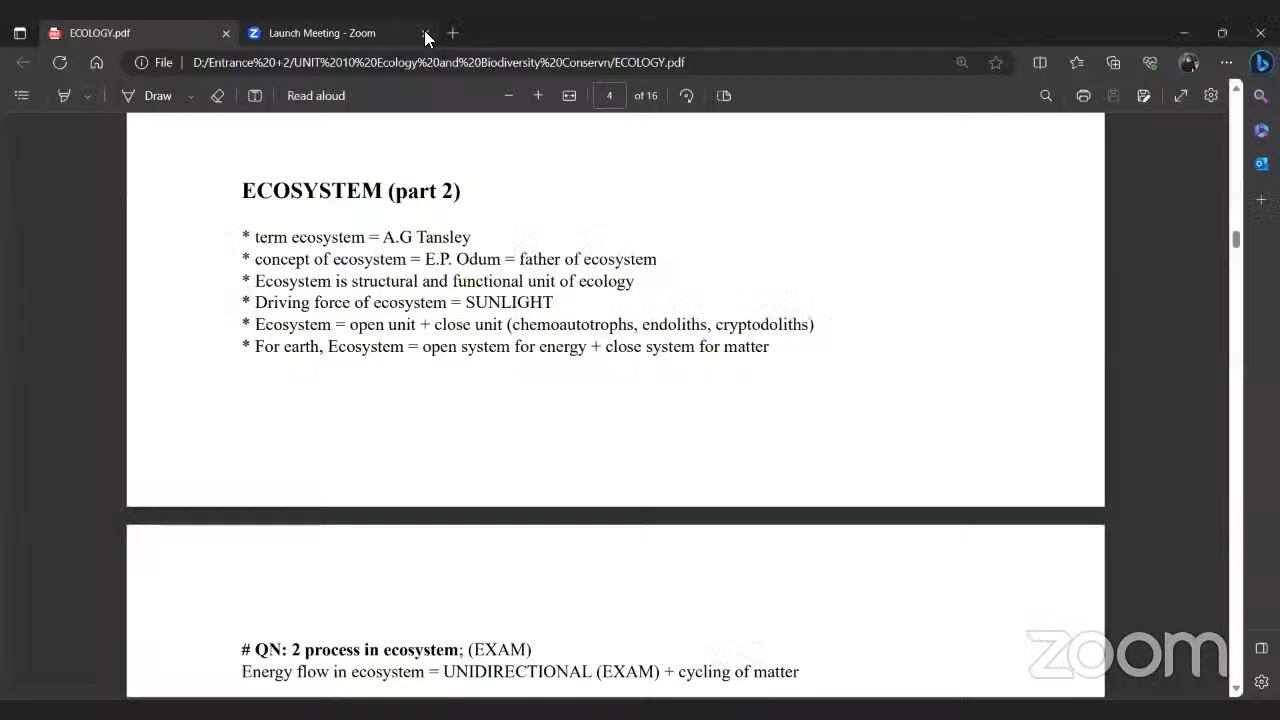 ECOLOGY.pdf
Launch Meeting - Zoom
File
D:/Entrance%20+2/UNIT%2010%20Ecology%20and%20Biodiversity%20Conservn/ECOLOGY.pdf
Draw
Read aloud
4 of 16
ECOSYSTEM (part 2)
* term ecosystem = A.G Tansley
* concept of ecosystem = E.P. Odum = father of ecosystem
* Ecosystem is structural and functional unit of ecology
* Driving force of ecosystem = SUNLIGHT
* Ecosystem = open unit + close unit (chemoautotrophs, endoliths, cryptodoliths)
* For earth, Ecosystem = open system for energy + close system for matter
# QN: 2 process in ecosystem; (EXAM)
Energy flow in ecosystem = UNIDIRECTIONAL (EXAM) + cycling of matter
zoom